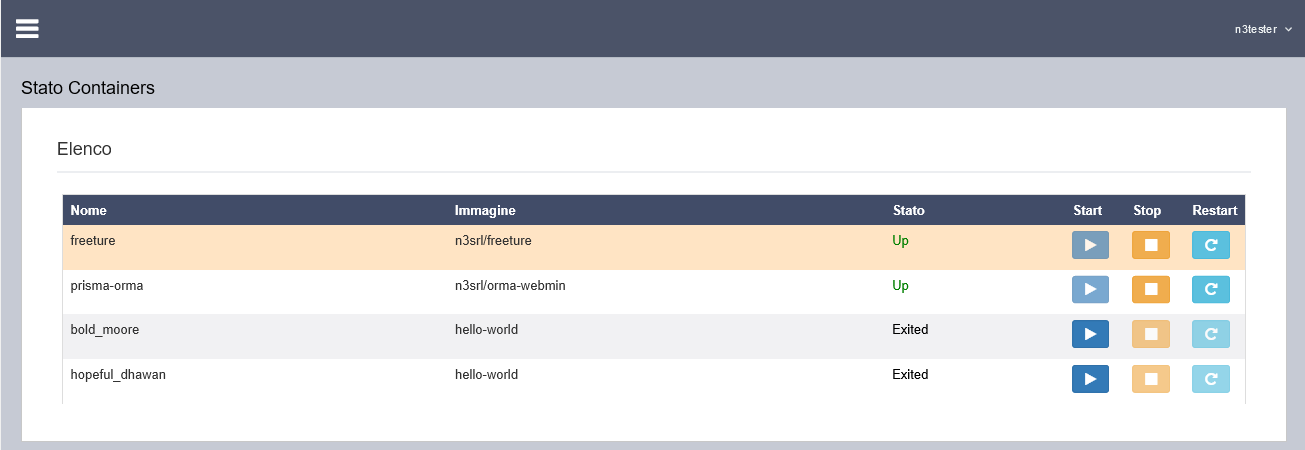 n3tester
Stato Containers
Elenco
Nome Immagine Stato Start Stop Restart
freeture n3srl/freeture Up
prisma-orma n3srl/orma-webmin Up
bold_moore hello-world Exited
hopeful_dhawan hello-world Exited